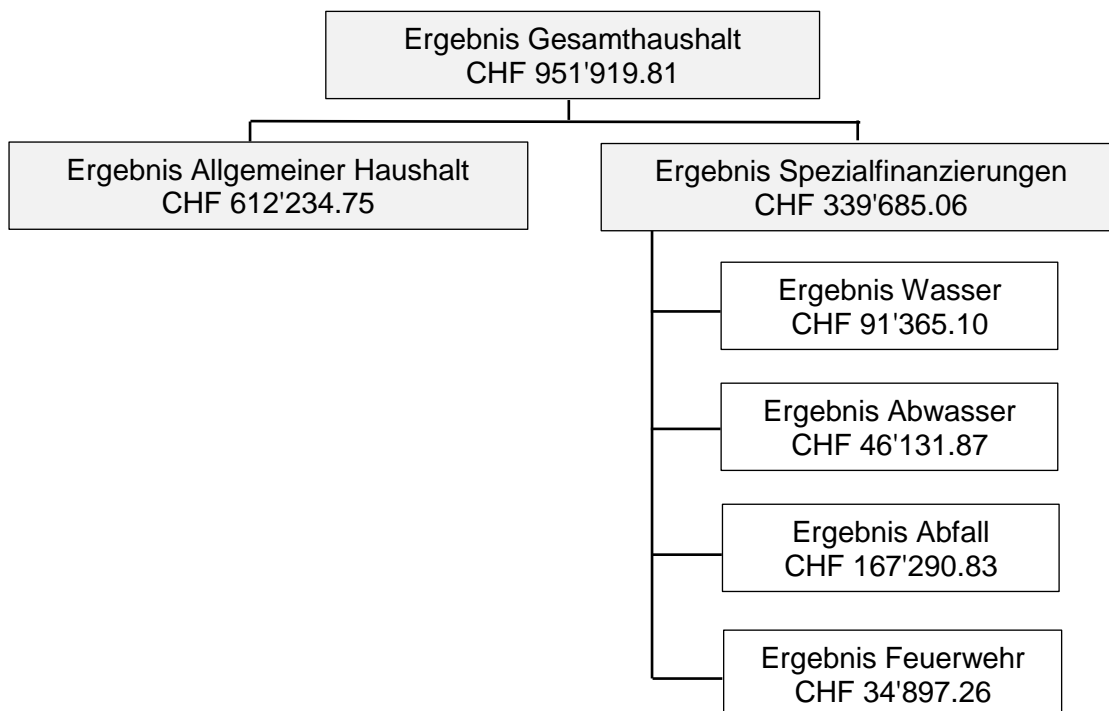 Ergebnis Gesamthaushalt
CHF 951'919.81
Ergebnis Allgemeiner Haushalt
CHF 612'234.75
Ergebnis Spezialfinanzierungen
CHF 339'685.06
Ergebnis Wasser
CHF 91'365.10
Ergebnis Abwasser
CHF 46'131.87
Ergebnis Abfall
CHF 167'290.83
Ergebnis Feuerwehr
CHF 34'897.26